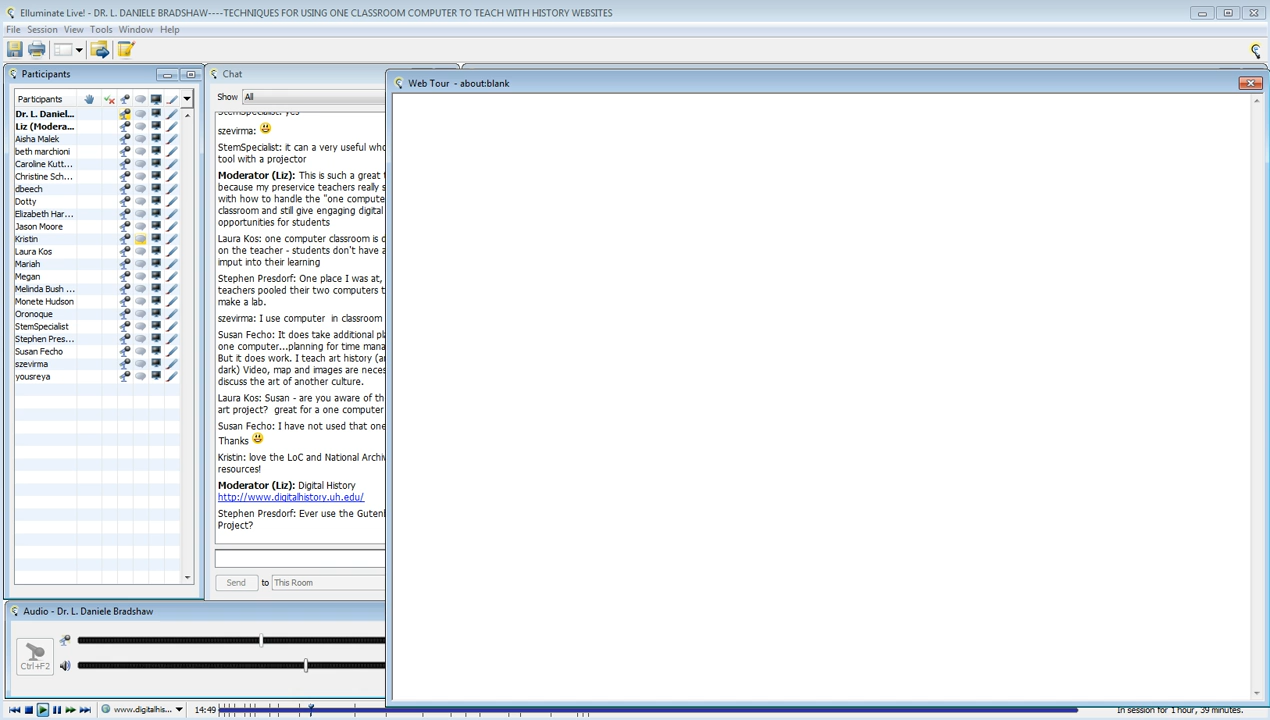 Elluminate Live! - DR. L. DANIELE BRADSHAW----TECHNIQUES FOR USING ONE CLASSROOM COMPUTER TO TEACH WITH HISTORY WEBSITES
File Session View Tools Window Help
Participants
Participants
Dr. L. Daniel...
Liz (Modera...
Aisha Malek
beth marchioni
Caroline Kutt...
Christine Sch...
dbeech
Dotty
Elizabeth Har...
Jason Moore
Kristin
Laura Kos
Mariah
Megan
Melinda Bush ...
Monete Hudson
Oronoque
StemSpecialist
Stephen Pres...
Susan Fecho
szevirma
yousreya
Chat
Show All
StemSpecialist: yes
szevirma:
StemSpecialist: it can a very useful who
tool with a projector
Moderator (Liz): This is such a great t
because my preservice teachers really s
with how to handle the "one compute
classroom and still give engaging digital
opportunities for students
Laura Kos: one computer classroom is d
on the teacher - students don't have a
imput into their learning
Stephen Presdorf: One place I was at,
teachers pooled their two computers t
make a lab.
szevirma: I use computer in classroom
Susan Fecho: It does take additional pl
one computer...planning for time mana
But it does work. I teach art history (a
dark) Video, map and images are neces
discuss the art of another culture.
Laura Kos: Susan - are you aware of th
art project? great for a one computer
Susan Fecho: I have not used that one
Thanks
Kristin: love the LoC and National Archi
resources!
Moderator (Liz): Digital History
http://www.digitalhistory.uh.edu/
Stephen Presdorf: Ever use the Gutenl
Project?
Send to This Room
Web Tour - about:blank
Audio - Dr. L. Daniele Bradshaw
Ctrl+F2
www.digitalhis... 14:49 In session for 1 hour, 39 minutes.